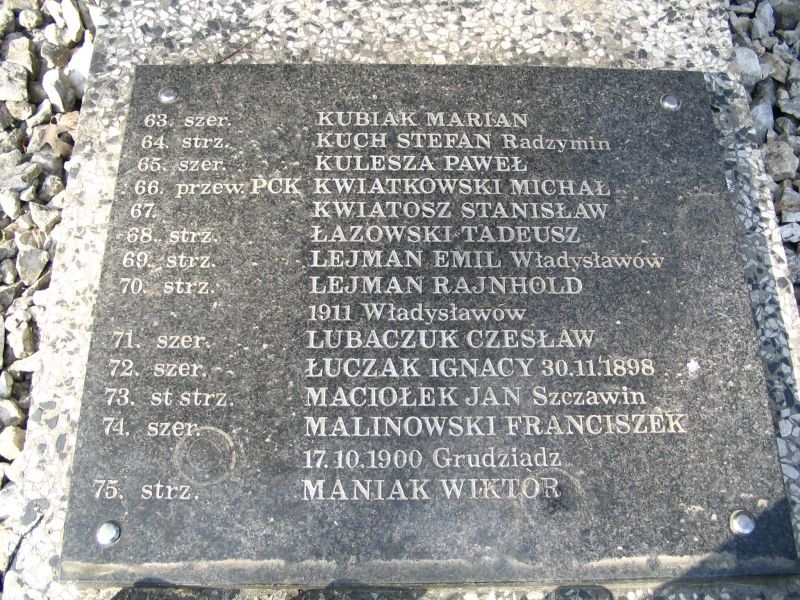 63. szer. KUBIAK MARIAN
64. strz. KUCH STEFAN Radzymin
65. szer. KULESZA PAWEŁ
66. przew. PCK KWIATKOWSKI MICHAŁ
67. KWIATOSZ STANISŁAW
68. strz. ŁAZOWSKI TADEUSZ
69. strz. LEJMAN EMIL Władysławów
70. strz. LEJMAN RAJNHOLD
1911 Władysławów
71. szer. LUBACZUK CZESŁAW
72. szer. ŁUCZAK IGNACY 30.11.1898
73. st strz. MACIOŁEK JAN Szczawin
74. szer. MALINOWSKI FRANCISZEK
17.10.1900 Grudziądz
75. strz. MANIAK WIKTOR